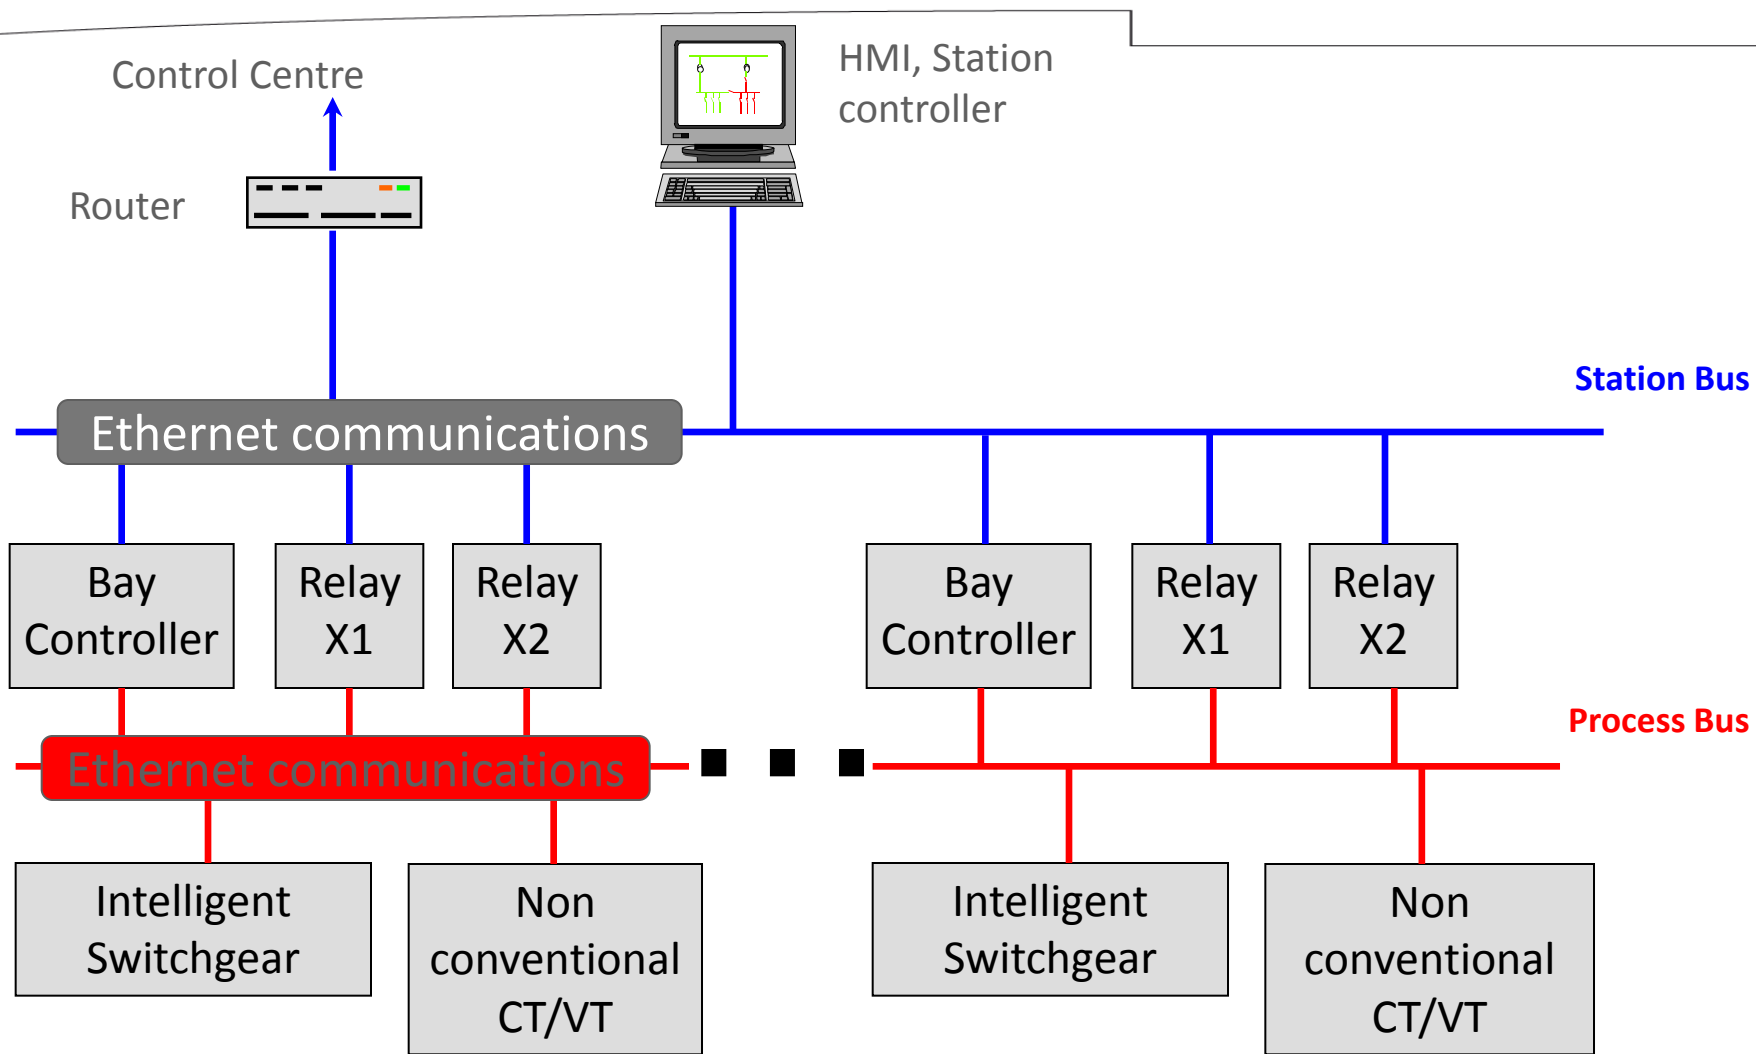 Control Centre
HMI, Station
controller
Router
Station Bus
Ethernet communications
Bay
Controller
Relay
X1
Relay
X2
Bay
Controller
Relay
X1
Relay
X2
Process Bus
Ethernet communications
Intelligent
Switchgear
Non
conventional
CT/VT
Intelligent
Switchgear
Non
conventional
CT/VT